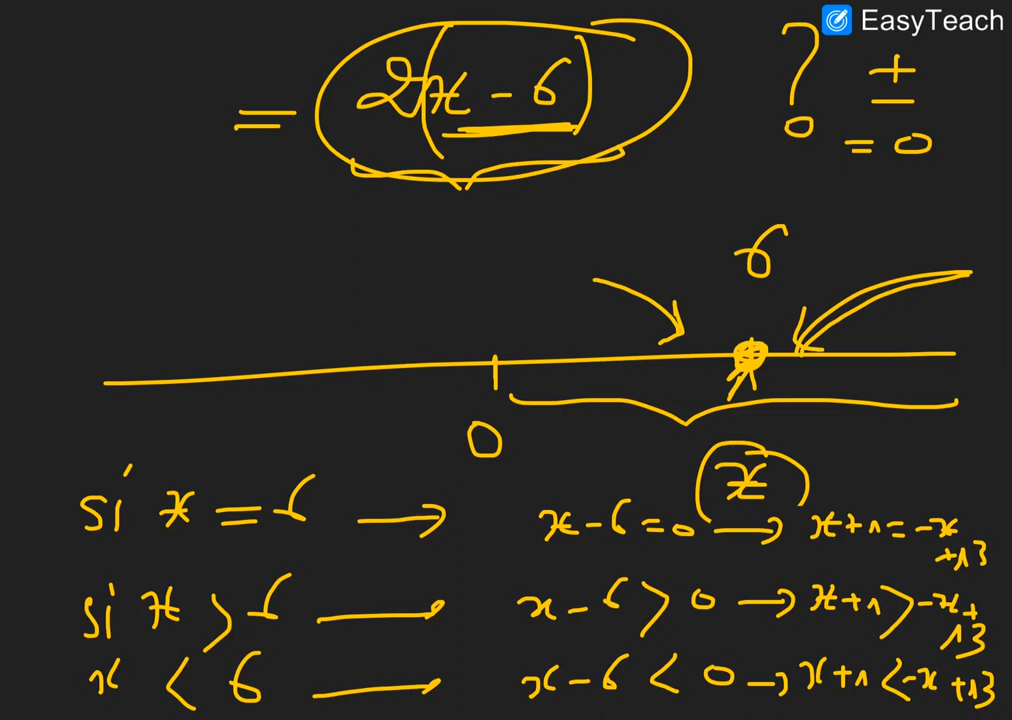 EasyTeach
= 2(x - 6) ? ±
= 0
6
0
x
si x = 6 → x - 6 = 0 → x + 1 = -x + 13
si x > 6 → x - 6 > 0 → x + 1 > -x + 13
x < 6 → x - 6 < 0 → x + 1 < -x + 13